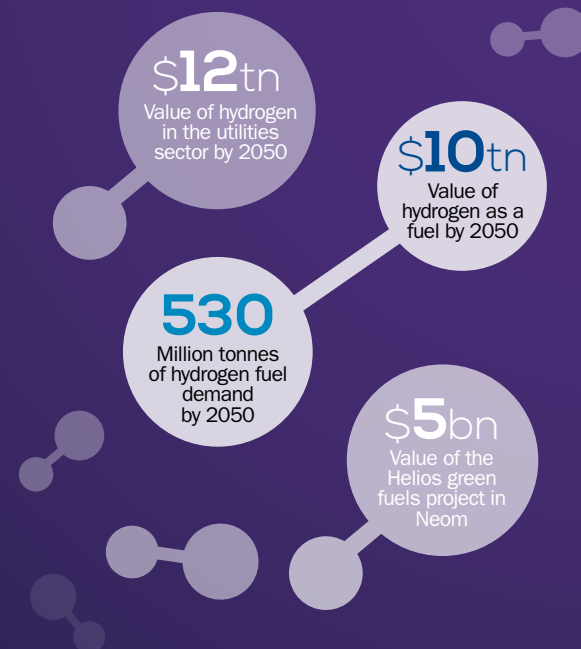 $12tn
Value of hydrogen
in the utilities
sector by 2050
$10tn
Value of
hydrogen as a
fuel by 2050
530
Million tonnes
of hydrogen fuel
demand
by 2050
$5bn
Value of the
Helios green
fuels project in
Neom